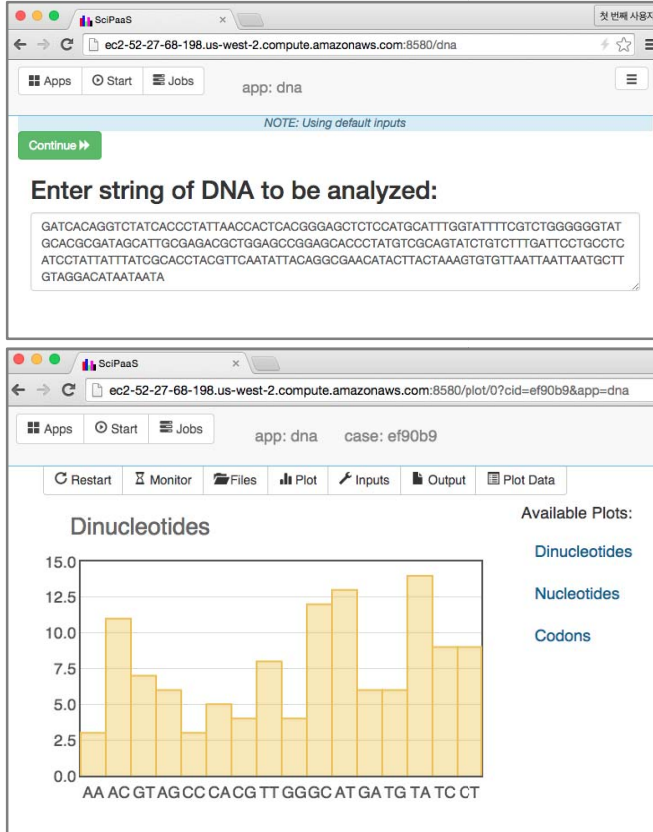 SciPaaS
첫 번째 사용자
ec2-52-27-68-198.us-west-2.compute.amazonaws.com:8580/dna
Apps Start Jobs app: dna
NOTE: Using default inputs
Continue
Enter string of DNA to be analyzed:
GATCACAGGTCTATCACCCTATTAACCACTCACGGGAGCTCTCCATGCATTTGGTATTTTCGTCTGGGGGGTAT
GCACGCGATAGCATTGCGAGACGCTGGAGCCGGAGCACCCTATGTCGCAGTATCTGTCTTTGATTCCTGCCTC
ATCCTATTATTTATCGCACCTACGTTCAATATTACAGGCGAACATACTTACTAAAGTGTGTTAATTAATTAATGCTT
GTAGGACATAATAATA
SciPaaS
ec2-52-27-68-198.us-west-2.compute.amazonaws.com:8580/plot/0?cid=ef90b9&app=dna
Apps Start Jobs app: dna case: ef90b9
Restart Monitor Files Plot Inputs Output Plot Data
Available Plots:
Dinucleotides
Dinucleotides
Nucleotides
Codons
15.0
12.5
10.0
7.5
5.0
2.5
0.0
AA AC GT AG CC CA CG TT GG GC AT GA TG TA TC CT